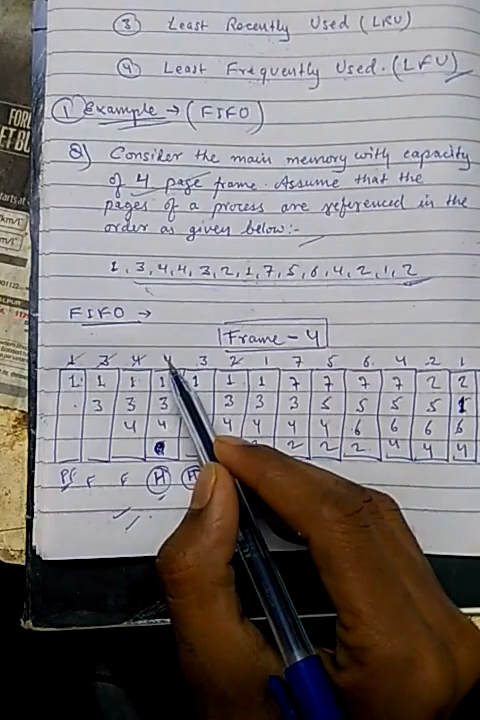 ③ Least Recently Used (LRU)
④ Least Frequently Used. (LFU)
① Example → (FIFO)
Q) Consider the main memory with capacity
of 4 page frame. Assume that the
pages of a process are referenced in the
order as given below:-
1, 3, 4, 4, 3, 2, 1, 7, 5, 6, 4, 2, 1, 2
FIFO →
Frame - 4
1 3 4 4 3 2 1 7 5 6 4 2 1
1 1 1 1 1 1 1 7 7 7 7 2 2
3 3 3 3 3 3 5 5 5 5 1
4 4 4 4 4 4 6 6 6 6
2 2 2 4 4 4
PF F F H H